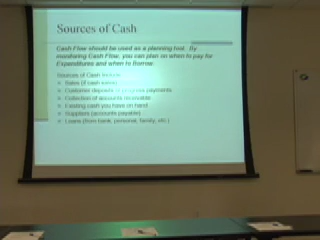 Sources of Cash
Cash Flow should be used as a planning tool. By
monitoring Cash Flow, you can plan on when to pay for
Expenditures and when to Borrow.
Sources of Cash include:
Sales (if cash sales)
Customer deposits or progress payments
Collection of accounts receivable
Existing cash you have on hand
Suppliers (accounts payable)
Loans (from bank, personal, family, etc.)